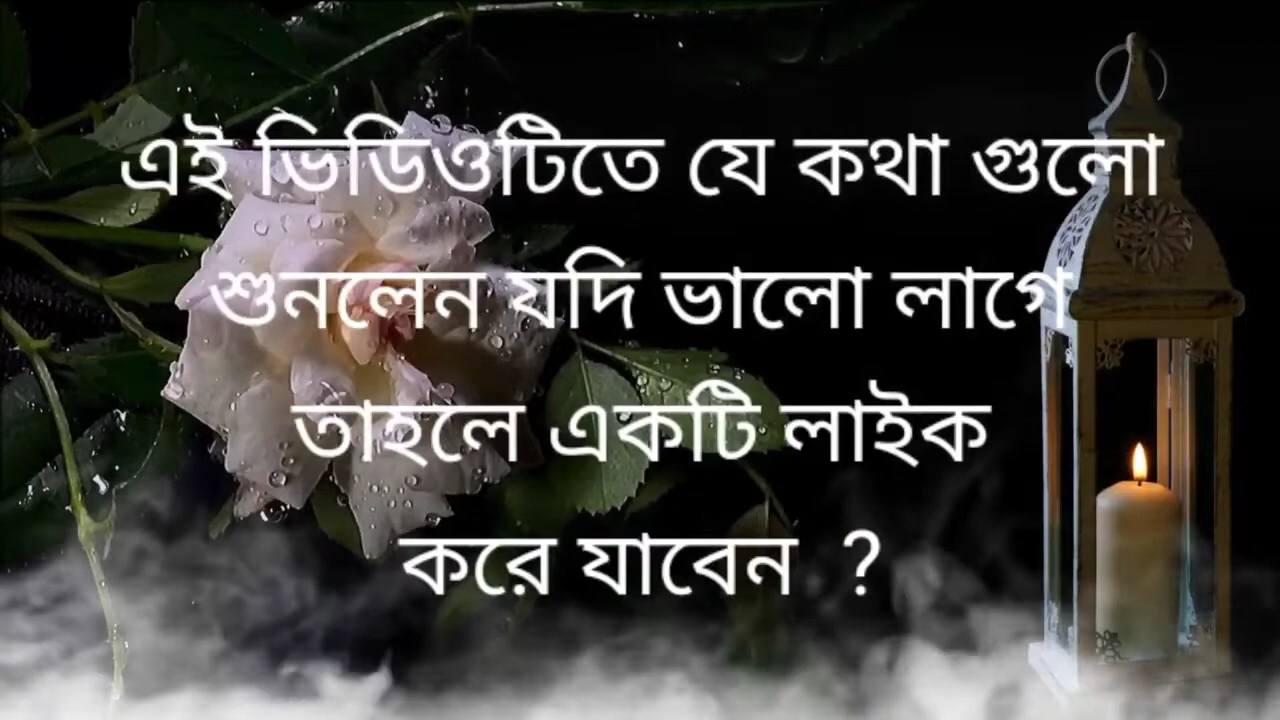 এই ভিডিওটিতে যে কথা গুলো
শুনলেন যদি ভালো লাগে
তাহলে একটি লাইক
করে যাবেন ?